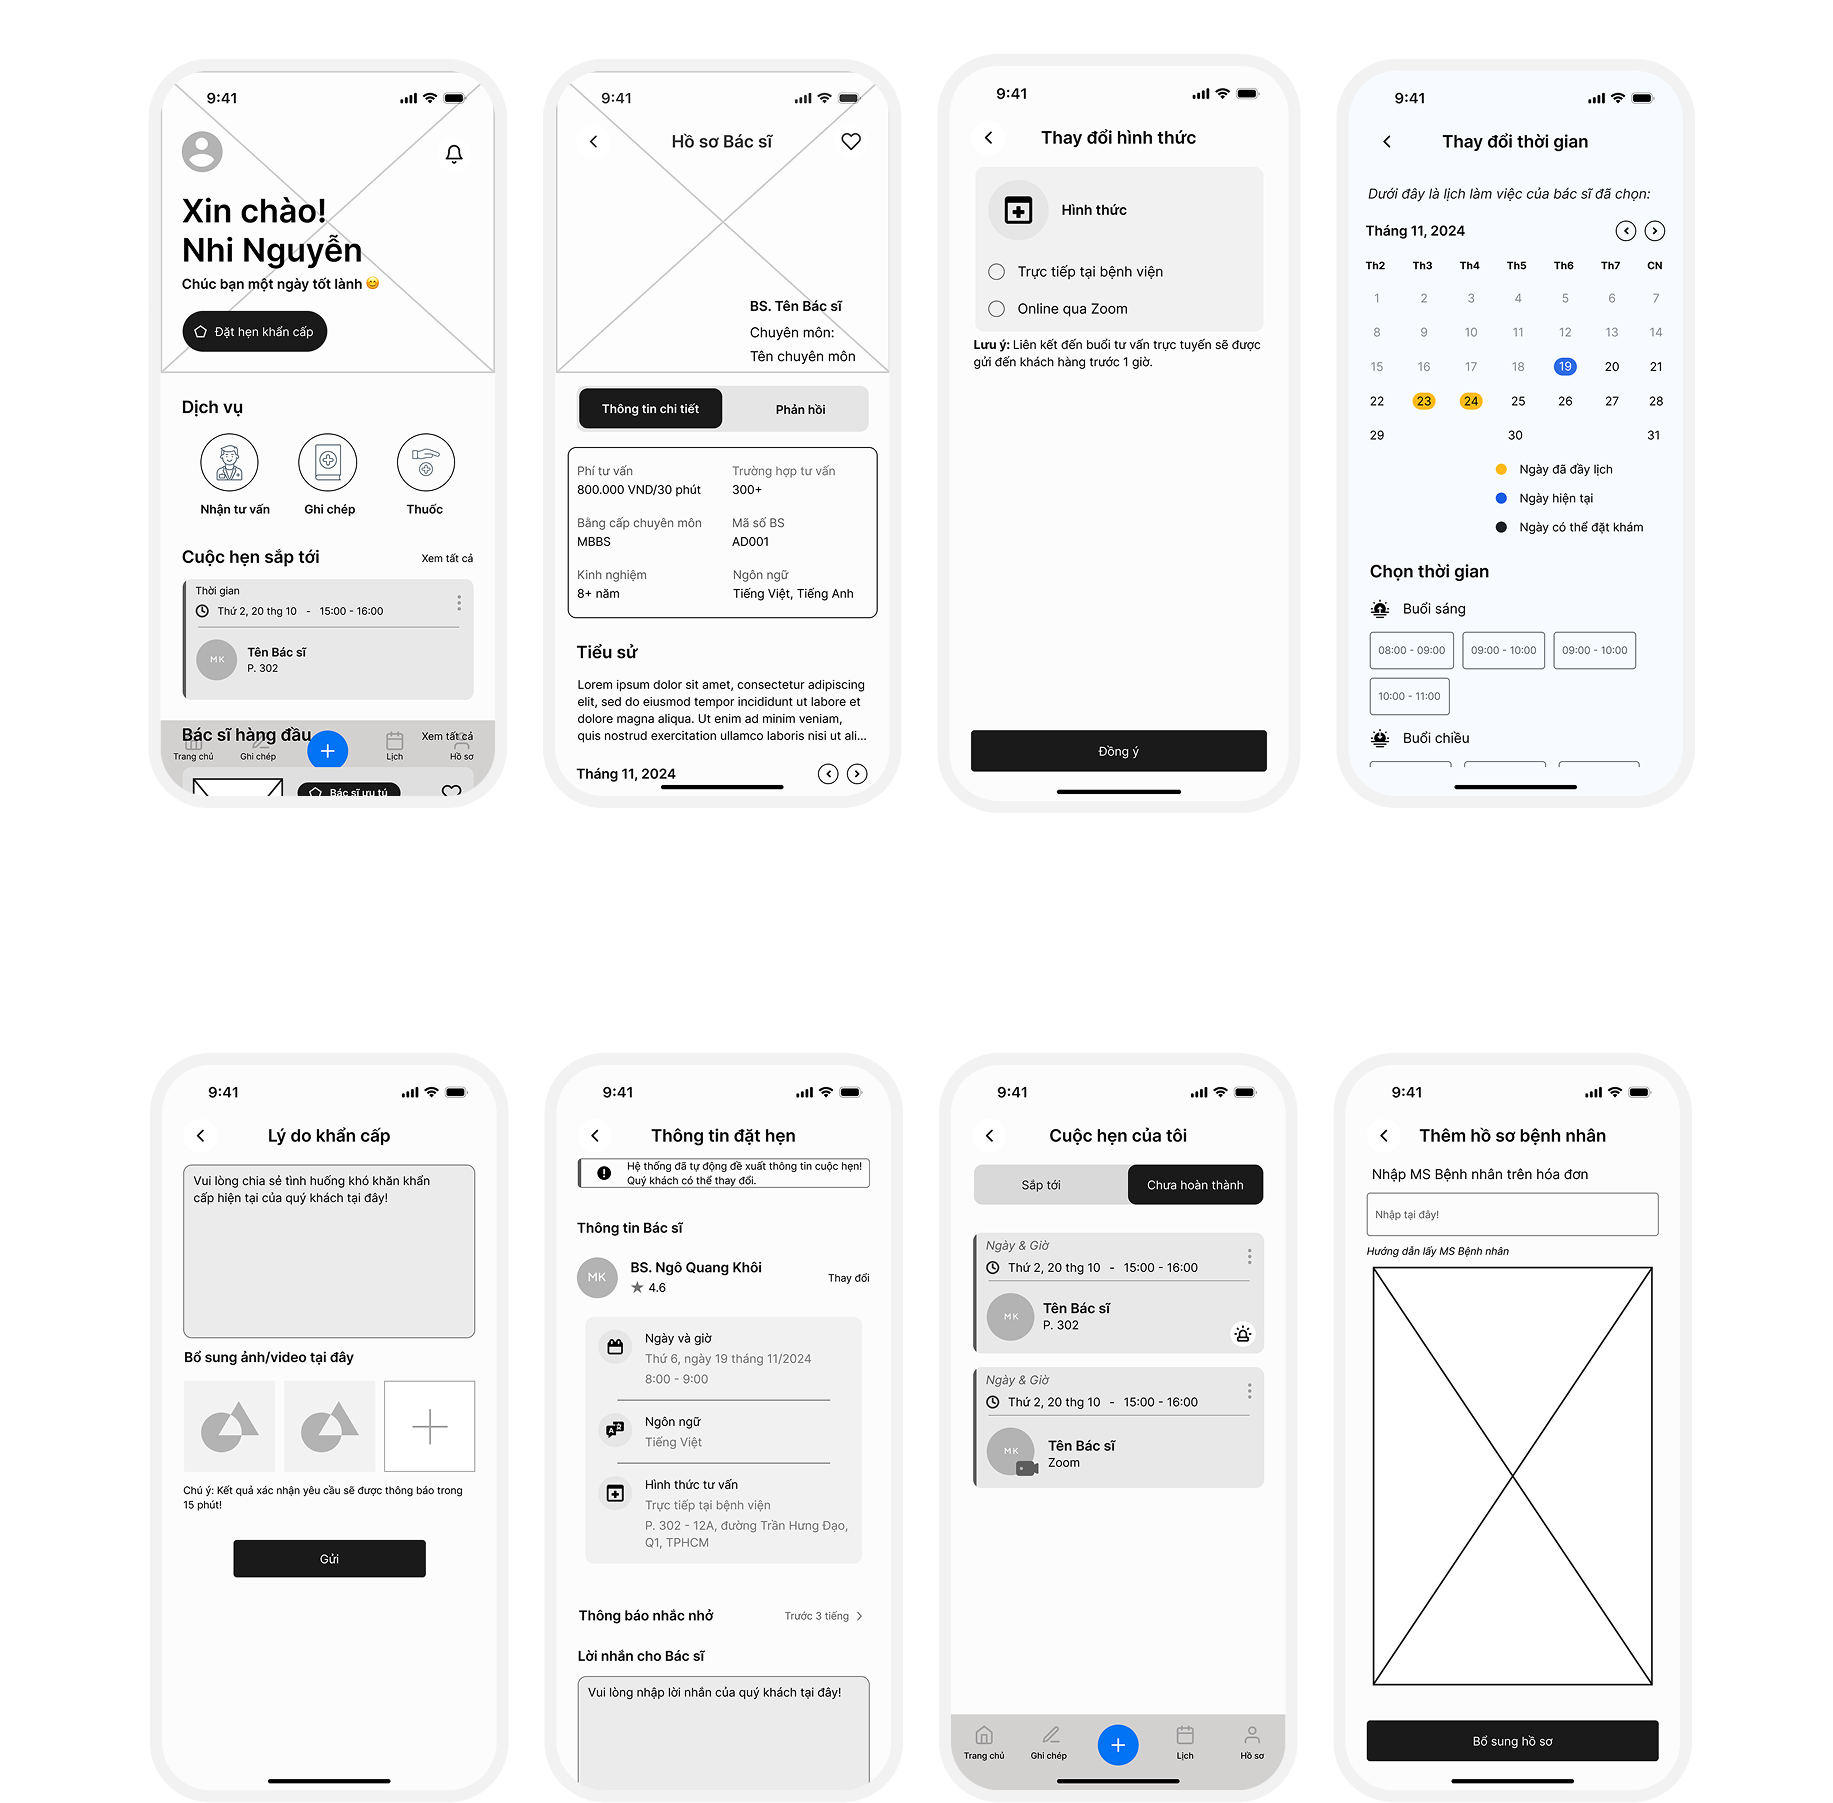 9:41
Xin chào!
Nhi Nguyễn
Chúc bạn một ngày tốt lành 😊
Đặt hẹn khẩn cấp
Dịch vụ
Nhận tư vấn
Ghi chép
Thuốc
Cuộc hẹn sắp tới
Xem tất cả
Thời gian
Thứ 2, 20 thg 10 - 15:00 - 16:00
MK
Tên Bác sĩ
P. 302
Bác sĩ hàng đầu
Xem tất cả
Trang chủ
Ghi chép
Lịch
Hồ sơ
Bác sĩ ưu tú
9:41
Hồ sơ Bác sĩ
BS. Tên Bác sĩ
Chuyên môn:
Tên chuyên môn
Thông tin chi tiết
Phản hồi
Phí tư vấn
800.000 VND/30 phút
Trường hợp tư vấn
300+
Bằng cấp chuyên môn
MBBS
Mã số BS
AD001
Kinh nghiệm
8+ năm
Ngôn ngữ
Tiếng Việt, Tiếng Anh
Tiểu sử
Lorem ipsum dolor sit amet, consectetur adipiscing
elit, sed do eiusmod tempor incididunt ut labore et
dolore magna aliqua. Ut enim ad minim veniam,
quis nostrud exercitation ullamco laboris nisi ut ali...
Tháng 11, 2024
9:41
Thay đổi hình thức
Hình thức
Trực tiếp tại bệnh viện
Online qua Zoom
Lưu ý: Liên kết đến buổi tư vấn trực tuyến sẽ được
gửi đến khách hàng trước 1 giờ.
Đồng ý
9:41
Thay đổi thời gian
Dưới đây là lịch làm việc của bác sĩ đã chọn:
Tháng 11, 2024
Th2 Th3 Th4 Th5 Th6 Th7 CN
1 2 3 4 5 6 7
8 9 10 11 12 13 14
15 16 17 18 19 20 21
22 23 24 25 26 27 28
29 30 31
Ngày đã đầy lịch
Ngày hiện tại
Ngày có thể đặt khám
Chọn thời gian
Buổi sáng
08:00 - 09:00
09:00 - 10:00
09:00 - 10:00
10:00 - 11:00
Buổi chiều
9:41
Lý do khẩn cấp
Vui lòng chia sẻ tình huống khó khăn khẩn
cấp hiện tại của quý khách tại đây!
Bổ sung ảnh/video tại đây
Chú ý: Kết quả xác nhận yêu cầu sẽ được thông báo trong
15 phút!
Gửi
9:41
Thông tin đặt hẹn
Hệ thống đã tự động đề xuất thông tin cuộc hẹn!
Quý khách có thể thay đổi.
Thông tin Bác sĩ
MK
BS. Ngô Quang Khôi
4.6
Thay đổi
Ngày và giờ
Thứ 6, ngày 19 tháng 11/2024
8:00 - 9:00
Ngôn ngữ
Tiếng Việt
Hình thức tư vấn
Trực tiếp tại bệnh viện
P. 302 - 12A, đường Trần Hưng Đạo,
Q1, TPHCM
Thông báo nhắc nhở
Trước 3 tiếng
Lời nhắn cho Bác sĩ
Vui lòng nhập lời nhắn của quý khách tại đây!
9:41
Cuộc hẹn của tôi
Sắp tới
Chưa hoàn thành
Ngày & Giờ
Thứ 2, 20 thg 10 - 15:00 - 16:00
MK
Tên Bác sĩ
P. 302
Ngày & Giờ
Thứ 2, 20 thg 10 - 15:00 - 16:00
MK
Tên Bác sĩ
Zoom
Trang chủ
Ghi chép
Lịch
Hồ sơ
9:41
Thêm hồ sơ bệnh nhân
Nhập MS Bệnh nhân trên hóa đơn
Nhập tại đây!
Hướng dẫn lấy MS Bệnh nhân
Bổ sung hồ sơ